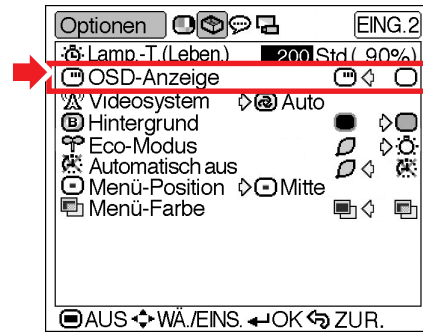 Optionen EING.2
Lamp.-T.(Leben.) 200 Std.( 90%)
OSD-Anzeige
Videosystem Auto
B Hintergrund
Eco-Modus
Automatisch aus
Menü-Position Mitte
Menü-Farbe
AUS WÄ./EINS. OK ZUR.